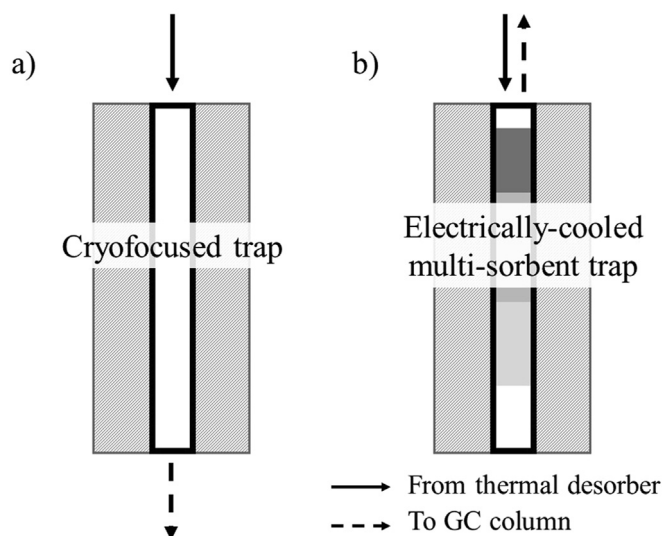 a)
Cryofocused trap
b)
Electrically-cooled
multi-sorbent trap
From thermal desorber
To GC column